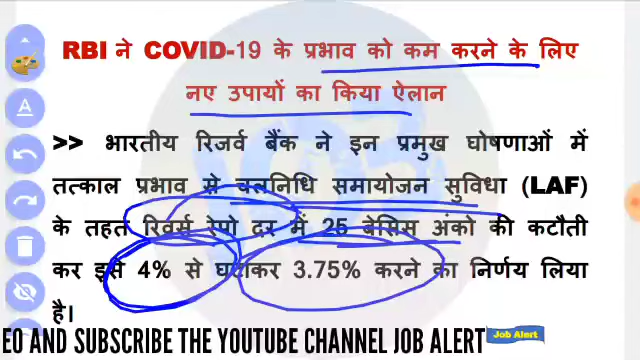 RBI ने COVID-19 के प्रभाव को कम करने के लिए
नए उपायों का किया ऐलान
>> भारतीय रिजर्व बैंक ने इन प्रमुख घोषणाओं में
तत्काल प्रभाव से चलनिधि समायोजन सुविधा (LAF)
के तहत रिवर्स रेपो दर में 25 बेसिस अंको की कटौती
कर इसे 4% से घटाकर 3.75% करने का निर्णय लिया
है।
EO AND SUBSCRIBE THE YOUTUBE CHANNEL JOB ALERT
Job Alert